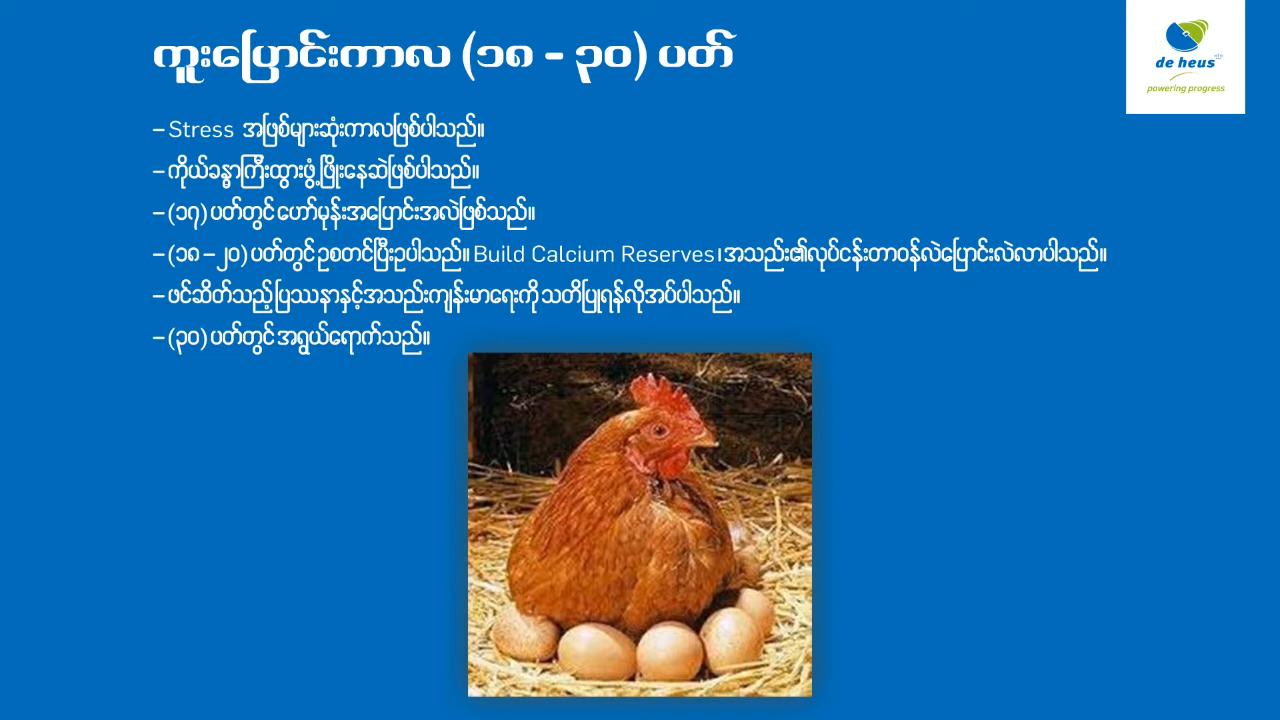 ကူးပြောင်းကာလ (၁၈ - ၃၀) ပတ်
de heus
powering progress
– Stress အဖြစ်များဆုံးကာလဖြစ်ပါသည်။
– ကိုယ်ခန္ဓာကြီးထွားဖွံ့ဖြိုးနေဆဲဖြစ်ပါသည်။
– (၁၇) ပတ်တွင် ဟော်မုန်းအပြောင်းအလဲဖြစ်သည်။
– (၁၈ – ၂၀) ပတ်တွင် ဥစတင်ပြီးဥပါသည်။ Build Calcium Reserves ၊ အသည်း၏လုပ်ငန်းတာဝန်လဲပြောင်းလဲလာပါသည်။
– ဖင်ဆိတ်သည့်ပြဿနာနှင့်အသည်းကျန်းမာရေးကို သတိပြုရန်လိုအပ်ပါသည်။
– (၃၀) ပတ်တွင် အရွယ်ရောက်သည်။